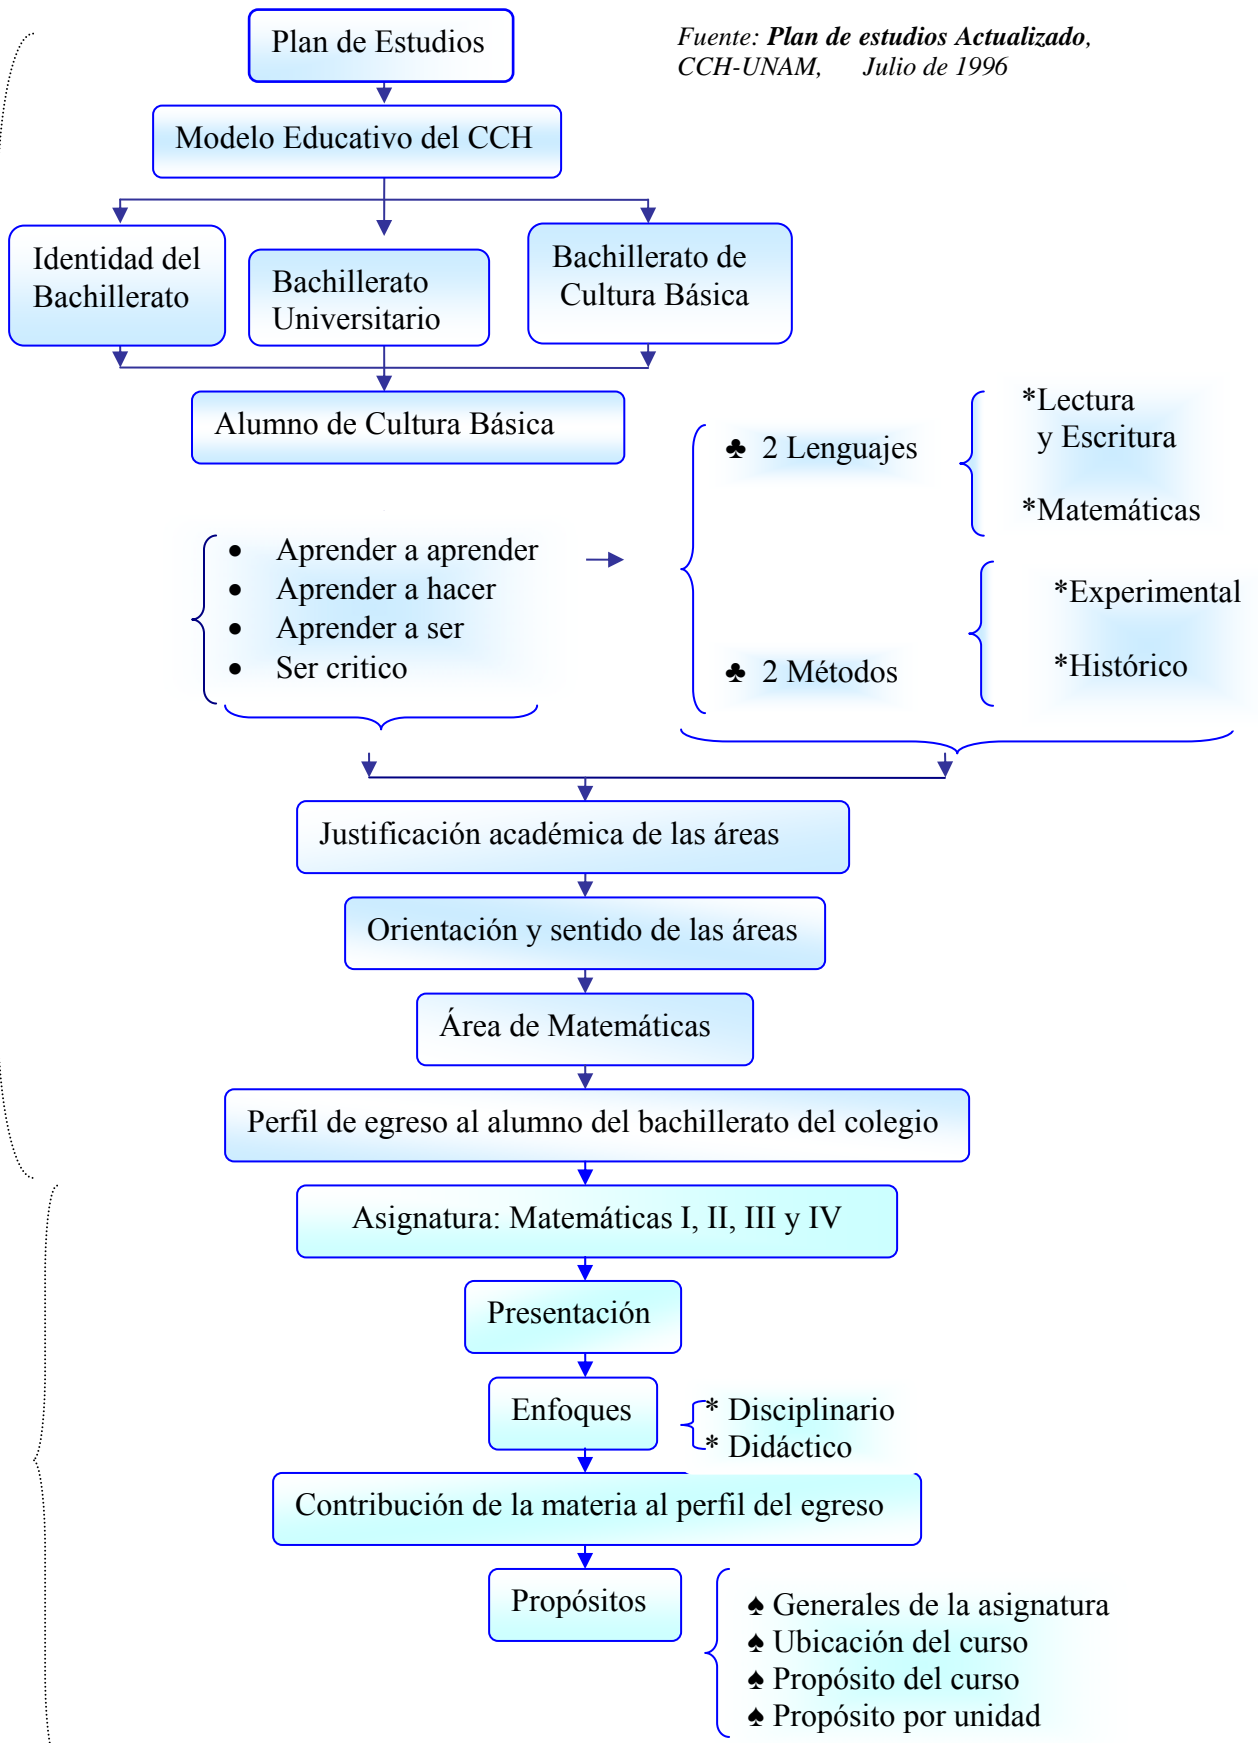 Plan de Estudios
Fuente: Plan de estudios Actualizado,
CCH-UNAM, Julio de 1996
Modelo Educativo del CCH
Identidad del
Bachillerato
Bachillerato
Universitario
Bachillerato de
Cultura Básica
Alumno de Cultura Básica
• Aprender a aprender
• Aprender a hacer
• Aprender a ser
• Ser critico
♣ 2 Lenguajes
*Lectura
y Escritura
*Matemáticas
♣ 2 Métodos
*Experimental
*Histórico
Justificación académica de las áreas
Orientación y sentido de las áreas
Área de Matemáticas
Perfil de egreso al alumno del bachillerato del colegio
Asignatura: Matemáticas I, II, III y IV
Presentación
Enfoques
* Disciplinario
* Didáctico
Contribución de la materia al perfil del egreso
Propósitos
♠ Generales de la asignatura
♠ Ubicación del curso
♠ Propósito del curso
♠ Propósito por unidad